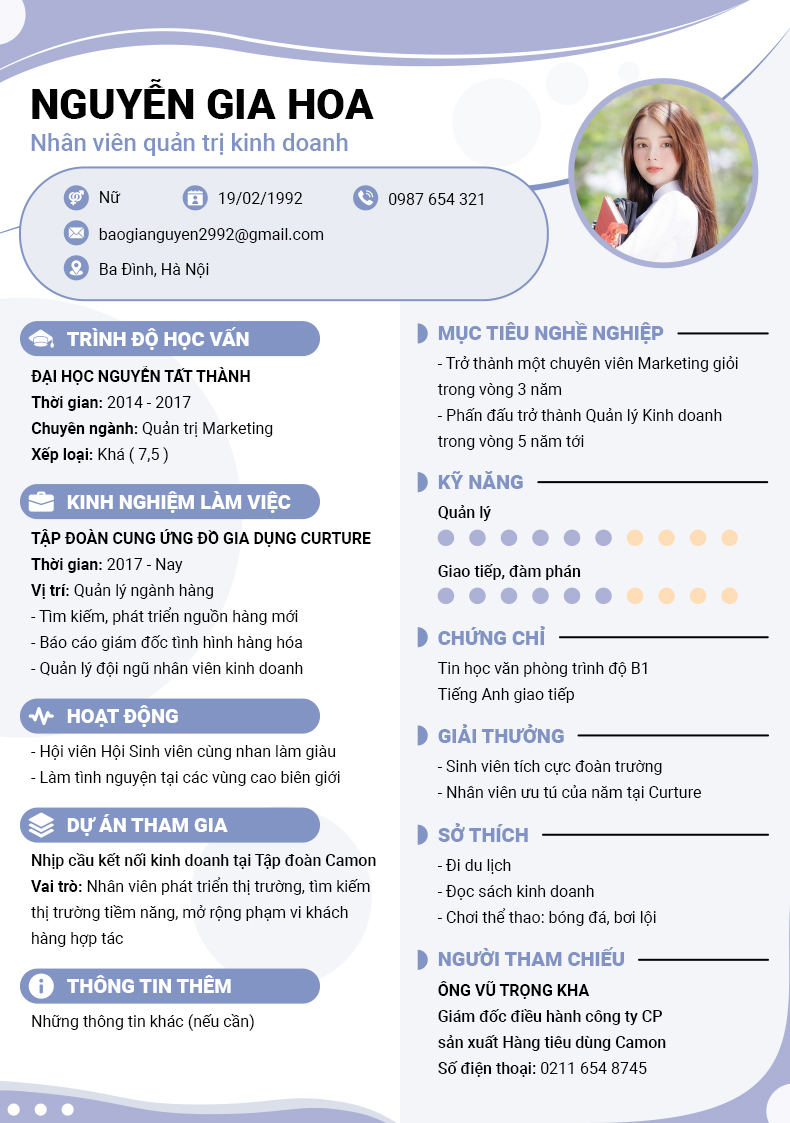 NGUYỄN GIA HOA
Nhân viên quản trị kinh doanh
Nữ
19/02/1992
0987 654 321
baogianguyen2992@gmail.com
Ba Đình, Hà Nội
TRÌNH ĐỘ HỌC VẤN
ĐẠI HỌC NGUYỄN TẤT THÀNH
Thời gian: 2014 - 2017
Chuyên ngành: Quản trị Marketing
Xếp loại: Khá ( 7,5 )
KINH NGHIỆM LÀM VIỆC
TẬP ĐOÀN CUNG ỨNG ĐỒ GIA DỤNG CURTURE
Thời gian: 2017 - Nay
Vị trí: Quản lý ngành hàng
- Tìm kiếm, phát triển nguồn hàng mới
- Báo cáo giám đốc tình hình hàng hóa
- Quản lý đội ngũ nhân viên kinh doanh
HOẠT ĐỘNG
- Hội viên Hội Sinh viên cùng nhan làm giàu
- Làm tình nguyện tại các vùng cao biên giới
DỰ ÁN THAM GIA
Nhịp cầu kết nối kinh doanh tại Tập đoàn Camon
Vai trò: Nhân viên phát triển thị trường, tìm kiếm
thị trường tiềm năng, mở rộng phạm vi khách
hàng hợp tác
THÔNG TIN THÊM
Những thông tin khác (nếu cần)
MỤC TIÊU NGHỀ NGHIỆP
- Trở thành một chuyên viên Marketing giỏi
trong vòng 3 năm
- Phấn đấu trở thành Quản lý Kinh doanh
trong vòng 5 năm tới
KỸ NĂNG
Quản lý
Giao tiếp, đàm phán
CHỨNG CHỈ
Tin học văn phòng trình độ B1
Tiếng Anh giao tiếp
GIẢI THƯỞNG
- Sinh viên tích cực đoàn trường
- Nhân viên ưu tú của năm tại Curture
SỞ THÍCH
- Đi du lịch
- Đọc sách kinh doanh
- Chơi thể thao: bóng đá, bơi lội
NGƯỜI THAM CHIẾU
ÔNG VŨ TRỌNG KHA
Giám đốc điều hành công ty CP
sản xuất Hàng tiêu dùng Camon
Số điện thoại: 0211 654 8745